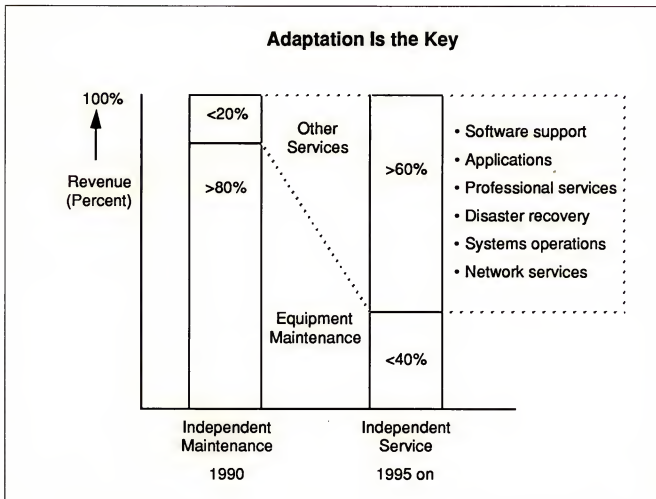 Adaptation Is the Key
100%
Revenue
(Percent)
<20%
>80%
Other
Services
Equipment
Maintenance
>60%
<40%
• Software support
• Applications
• Professional services
• Disaster recovery
• Systems operations
• Network services
Independent
Maintenance
1990
Independent
Service
1995 on